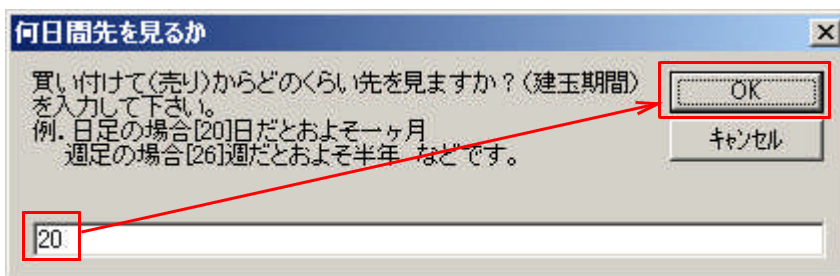 何日間先を見るか
買い付けて(売り)からどのくらい先を見ますか？(建玉期間)
を入力して下さい。
例. 日足の場合[20]日だとおよそ一ヶ月
週足の場合[26]週だとおよそ半年 などです。
OK
キャンセル
20